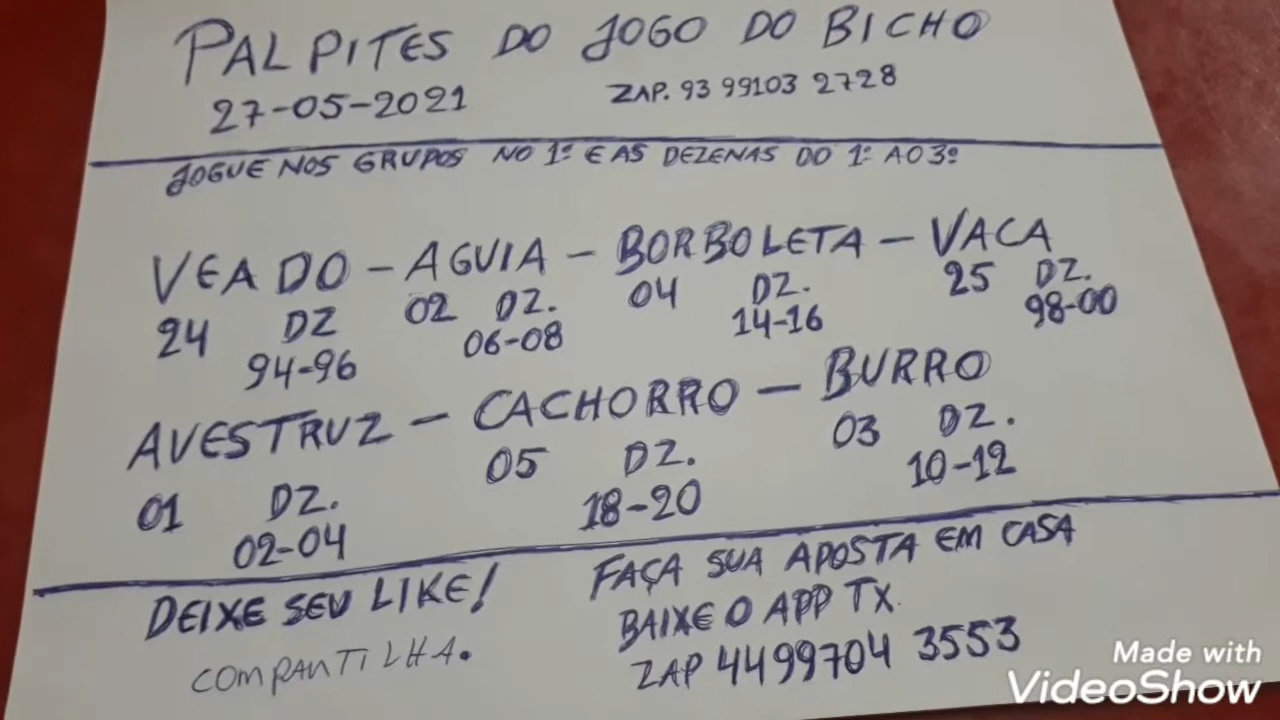 PALPITES DO JOGO DO BICHO
27-05-2021 ZAP. 93 99103 2728
JOGUE NOS GRUPOS NO 1º E AS DEZENAS DO 1º AO 3º
VEADO - AGUIA - BORBOLETA - VACA
24 DZ 02 DZ. 04 DZ. 25 DZ.
94-96 06-08 14-16 98-00
AVESTRUZ - CACHORRO - BURRO
01 DZ. 05 DZ. 03 DZ.
02-04 18-20 10-12
DEIXE SEU LIKE!
COMPARTILHA.
FAÇA SUA APOSTA EM CASA
BAIXE O APP TX.
ZAP 4499704 3553
Made with
VideoShow